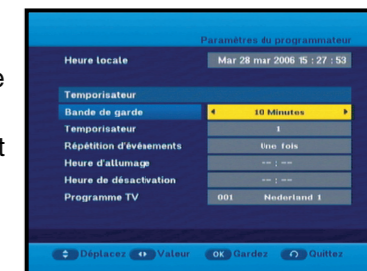 Paramètres du programmateur
Heure locale Mar 28 mar 2006 15 : 27 : 53
e
Temporisateur
Bande de garde 10 Minutes
Temporisateur 1
t
Répétition d'évésements Une fois
Heure d'allumage -- : --
Heure de désactivation -- : --
Programme TV 001 Nederland 1
Déplacez Valeur OK Gardez Quittez